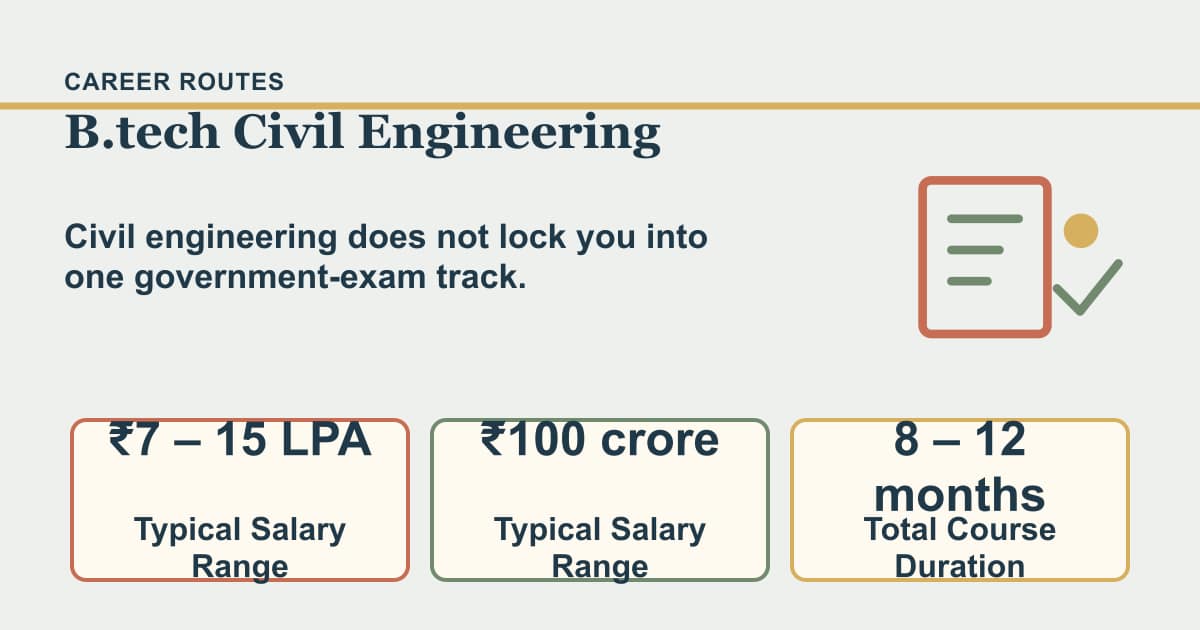 CAREER ROUTES
B.tech Civil Engineering
Civil engineering does not lock you into
one government-exam track.
₹7 – 15 LPA
Typical Salary
Range
₹100 crore
Typical Salary
Range
8 – 12
months
Total Course
Duration